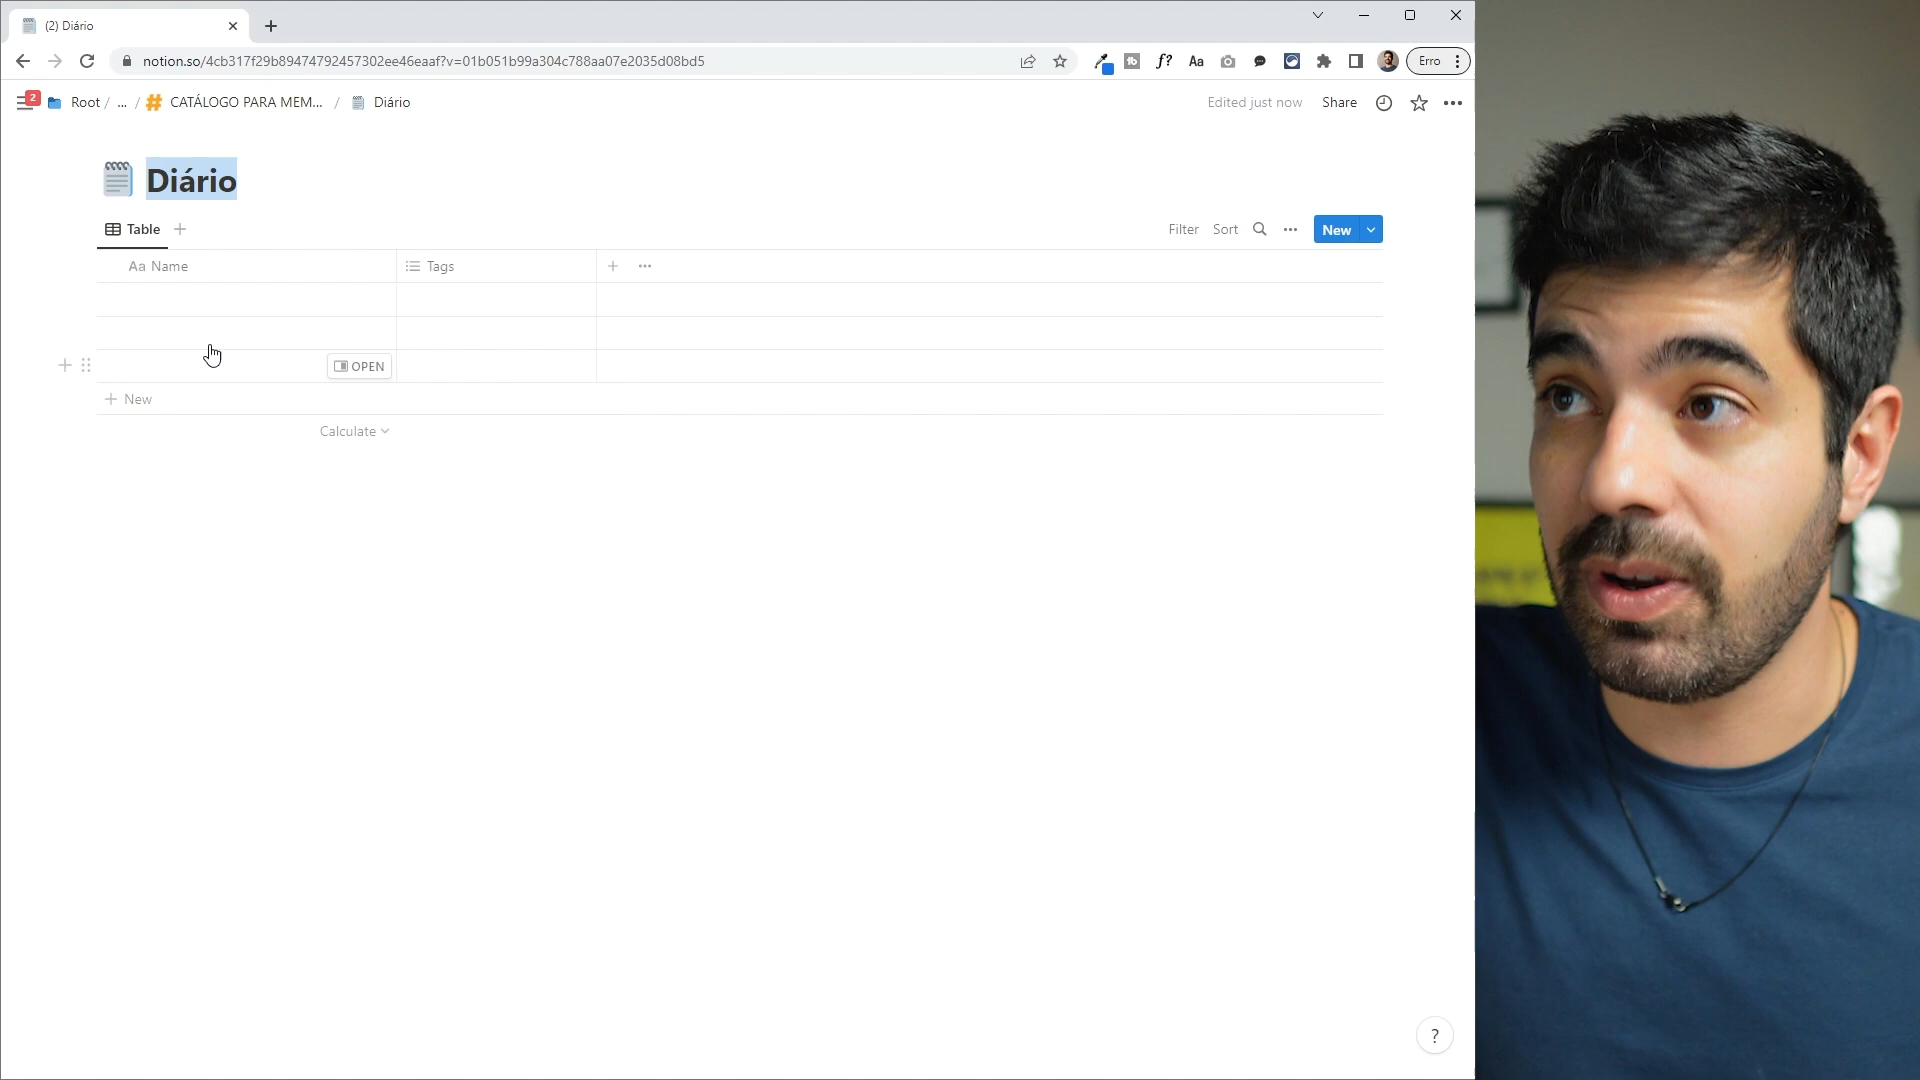 (2) Diário
notion.so/4cb317f29b89474792457302ee46eaaf?v=01b051b99a304c788aa07e2035d08bd5
f?
Aa
Erro
2
Root / ... / CATÁLOGO PARA MEM... / Diário
Edited just now
Share
Diário
Table
Filter
Sort
New
Aa Name
Tags
OPEN
New
Calculate
?